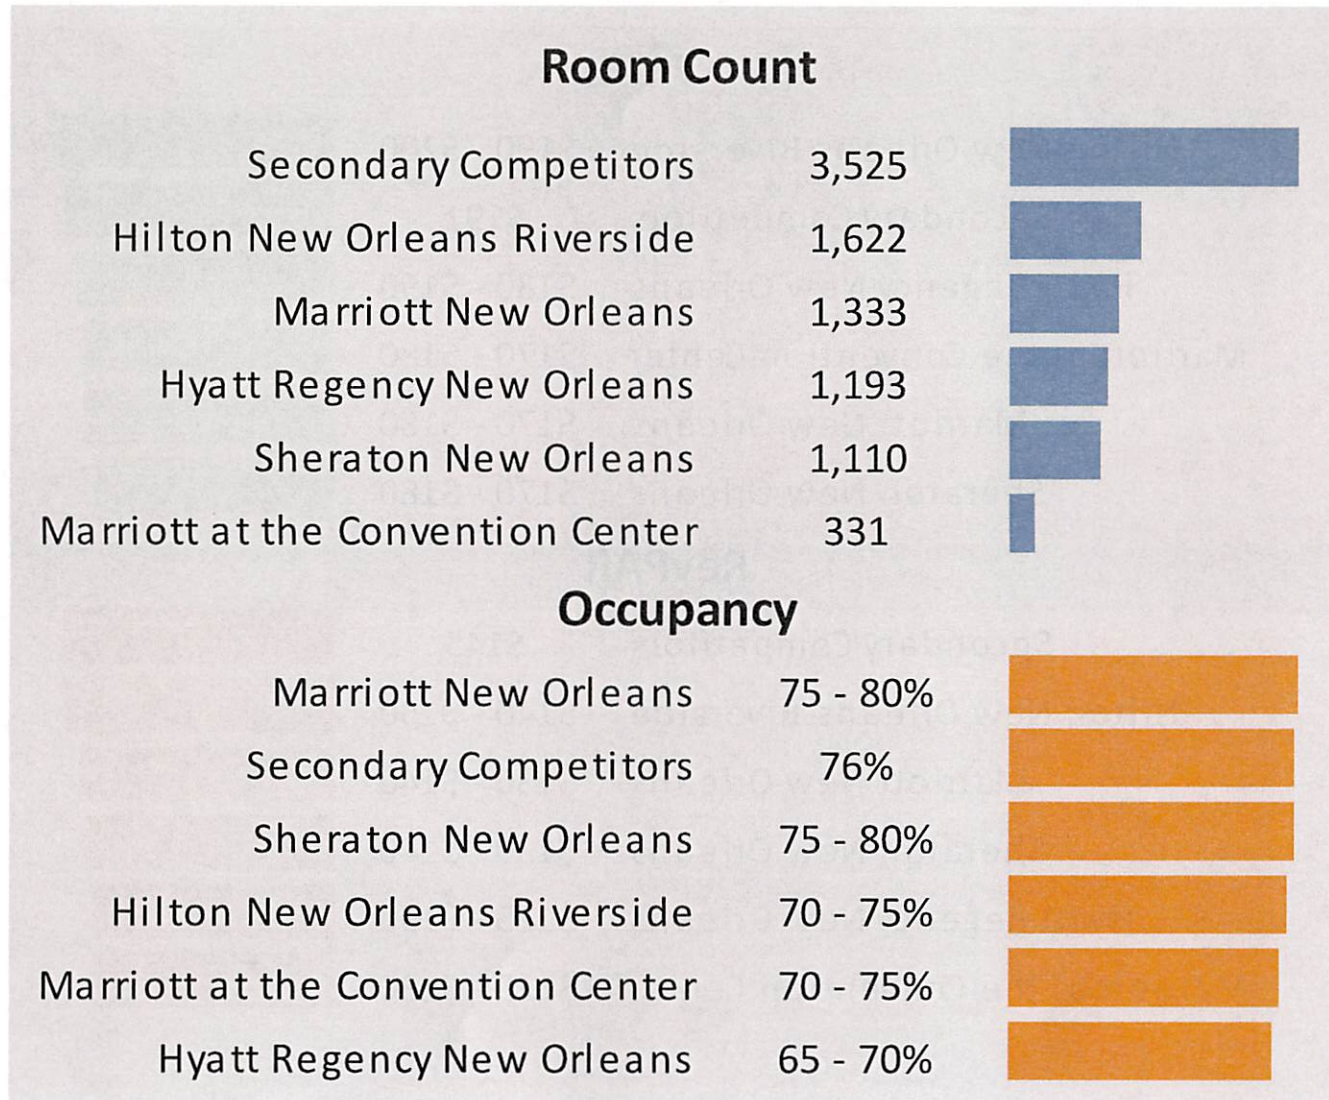 Room Count
Secondary Competitors 3,525
Hilton New Orleans Riverside 1,622
Marriott New Orleans 1,333
Hyatt Regency New Orleans 1,193
Sheraton New Orleans 1,110
Marriott at the Convention Center 331
Occupancy
Marriott New Orleans 75 - 80%
Secondary Competitors 76%
Sheraton New Orleans 75 - 80%
Hilton New Orleans Riverside 70 - 75%
Marriott at the Convention Center 70 - 75%
Hyatt Regency New Orleans 65 - 70%